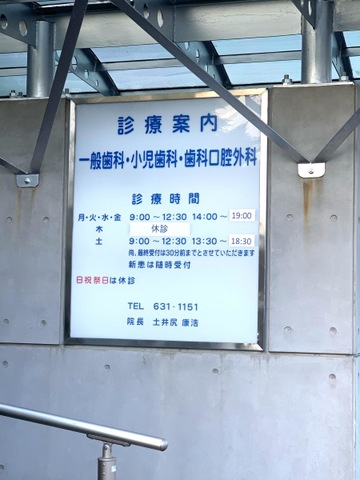 診療案内
一般歯科・小児歯科・歯科口腔外科
診療時間
月・火・水・金 9:00～12:30 14:00～19:00
木 休診
土 9:00～12:30 13:30～18:30
尚、最終受付は30分前までとさせていただきます
新患は随時受付
日祝祭日は休診
TEL 631-1151
院長 土井尻 康浩